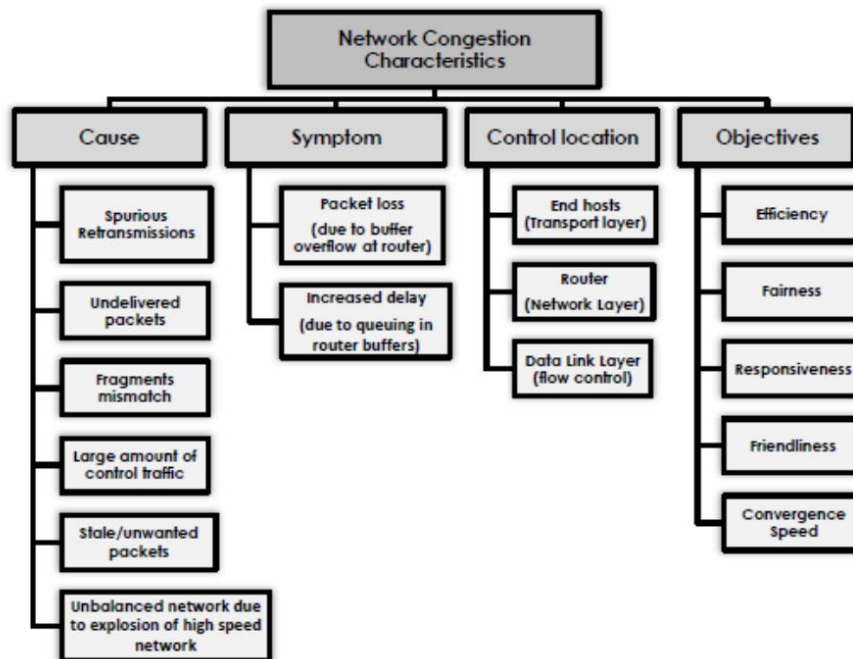 Network Congestion
Characteristics
Cause
Symptom
Control location
Objectives
Spurious
Retransmissions
Undelivered
packets
Fragments
mismatch
Large amount of
control traffic
Stale/unwanted
packets
Unbalanced network due
to explosion of high speed
network
Packet loss
(due to buffer
overflow at router)
Increased delay
(due to queuing in
router buffers)
End hosts
(Transport layer)
Router
(Network Layer)
Data Link Layer
(flow control)
Efficiency
Fairness
Responsiveness
Friendliness
Convergence
Speed